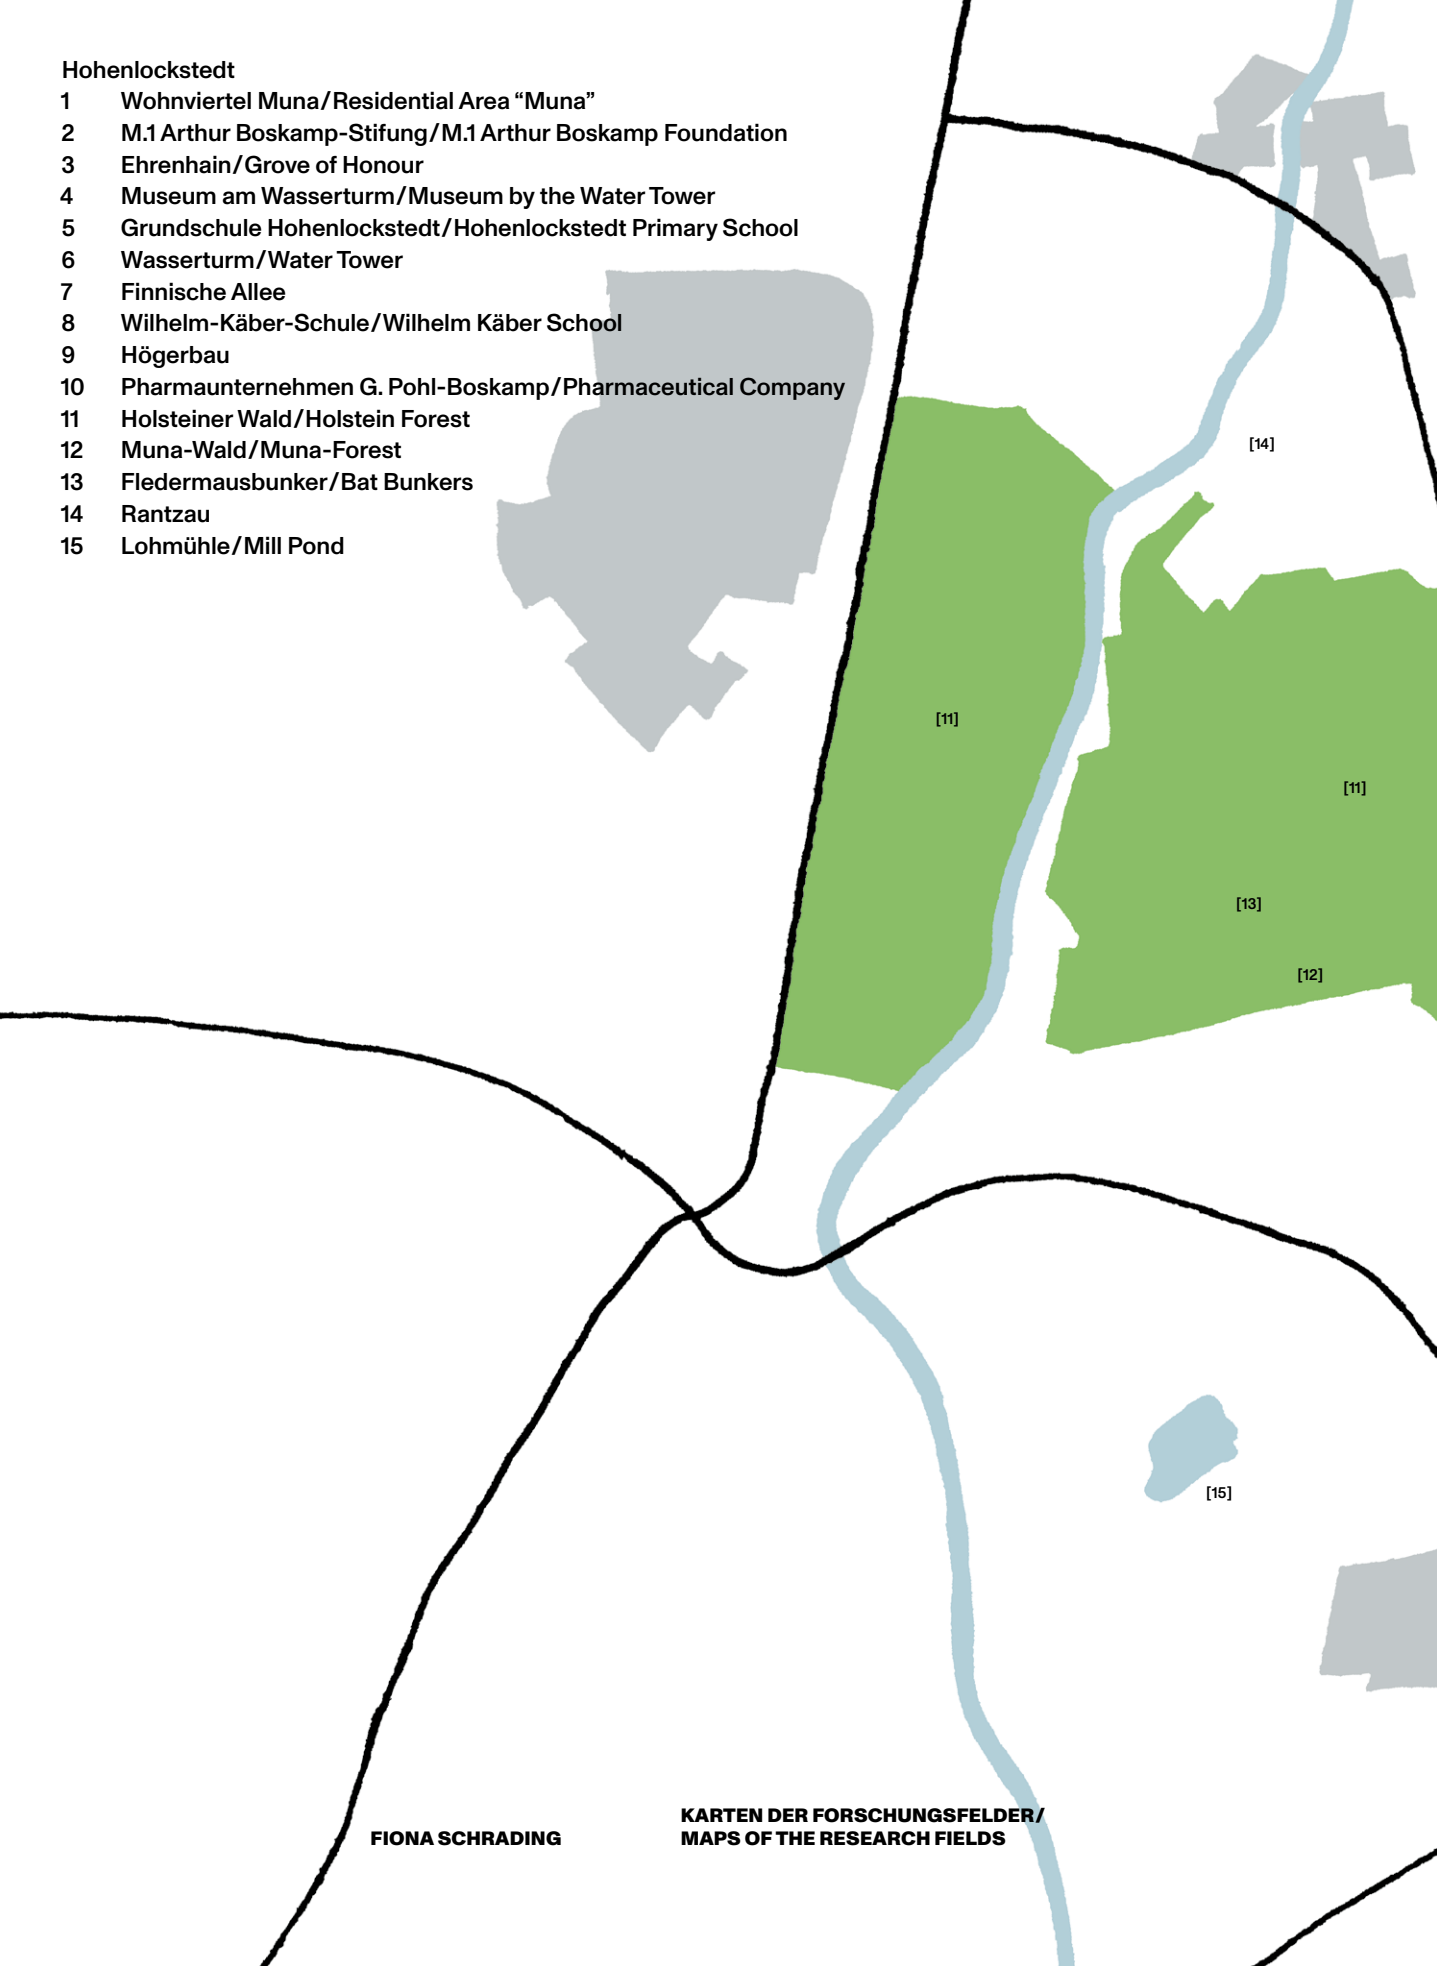 Hohenlockstedt
1 Wohnviertel Muna/Residential Area “Muna”
2 M.1 Arthur Boskamp-Stifung/M.1 Arthur Boskamp Foundation
3 Ehrenhain/Grove of Honour
4 Museum am Wasserturm/Museum by the Water Tower
5 Grundschule Hohenlockstedt/Hohenlockstedt Primary School
6 Wasserturm/Water Tower
7 Finnische Allee
8 Wilhelm-Käber-Schule/Wilhelm Käber School
9 Högerbau
10 Pharmaunternehmen G. Pohl-Boskamp/Pharmaceutical Company
11 Holsteiner Wald/Holstein Forest
12 Muna-Wald/Muna-Forest
13 Fledermausbunker/Bat Bunkers
14 Rantzau
15 Lohmühle/Mill Pond
[14]
[11]
[11]
[13]
[12]
[15]
FIONA SCHRADING
KARTEN DER FORSCHUNGSFELDER/
MAPS OF THE RESEARCH FIELDS